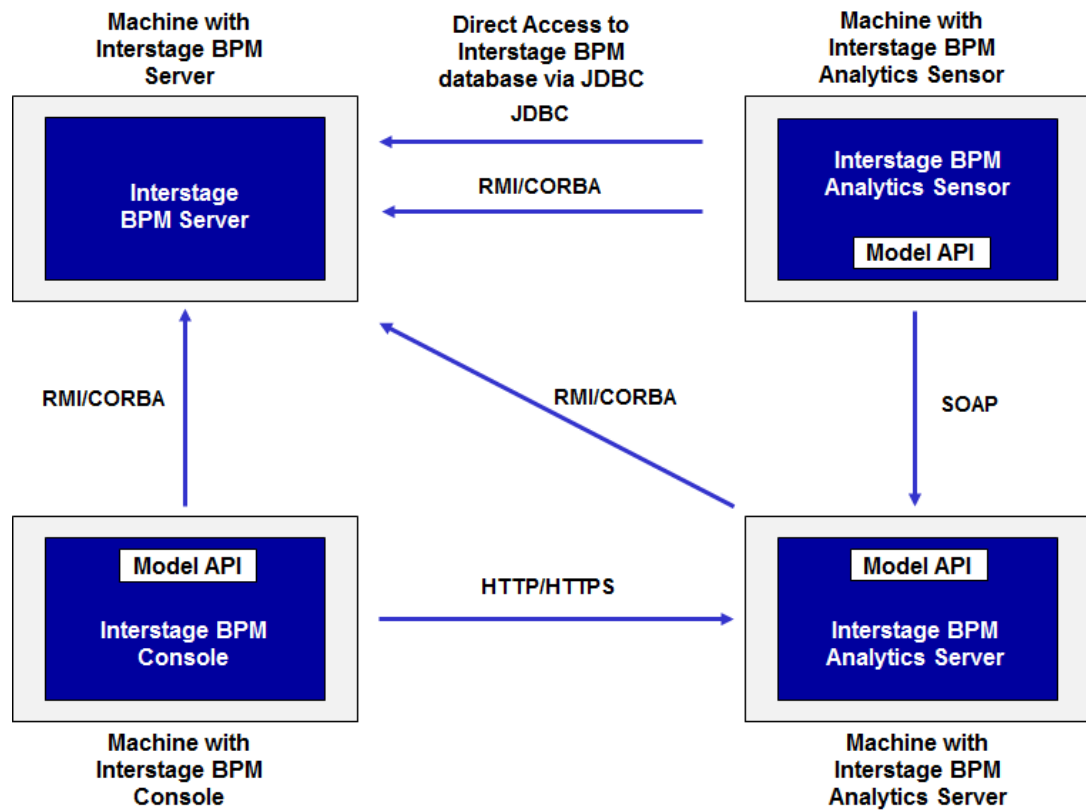 Machine with
Interstage BPM
Server
Direct Access to
Interstage BPM
database via JDBC
Machine with
Interstage BPM
Analytics Sensor
JDBC
Interstage
BPM Server
RMI/CORBA
Interstage BPM
Analytics Sensor
Model API
RMI/CORBA
RMI/CORBA
SOAP
Model API
Interstage BPM
Console
HTTP/HTTPS
Model API
Interstage BPM
Analytics Server
Machine with
Interstage BPM
Console
Machine with
Interstage BPM
Analytics Server